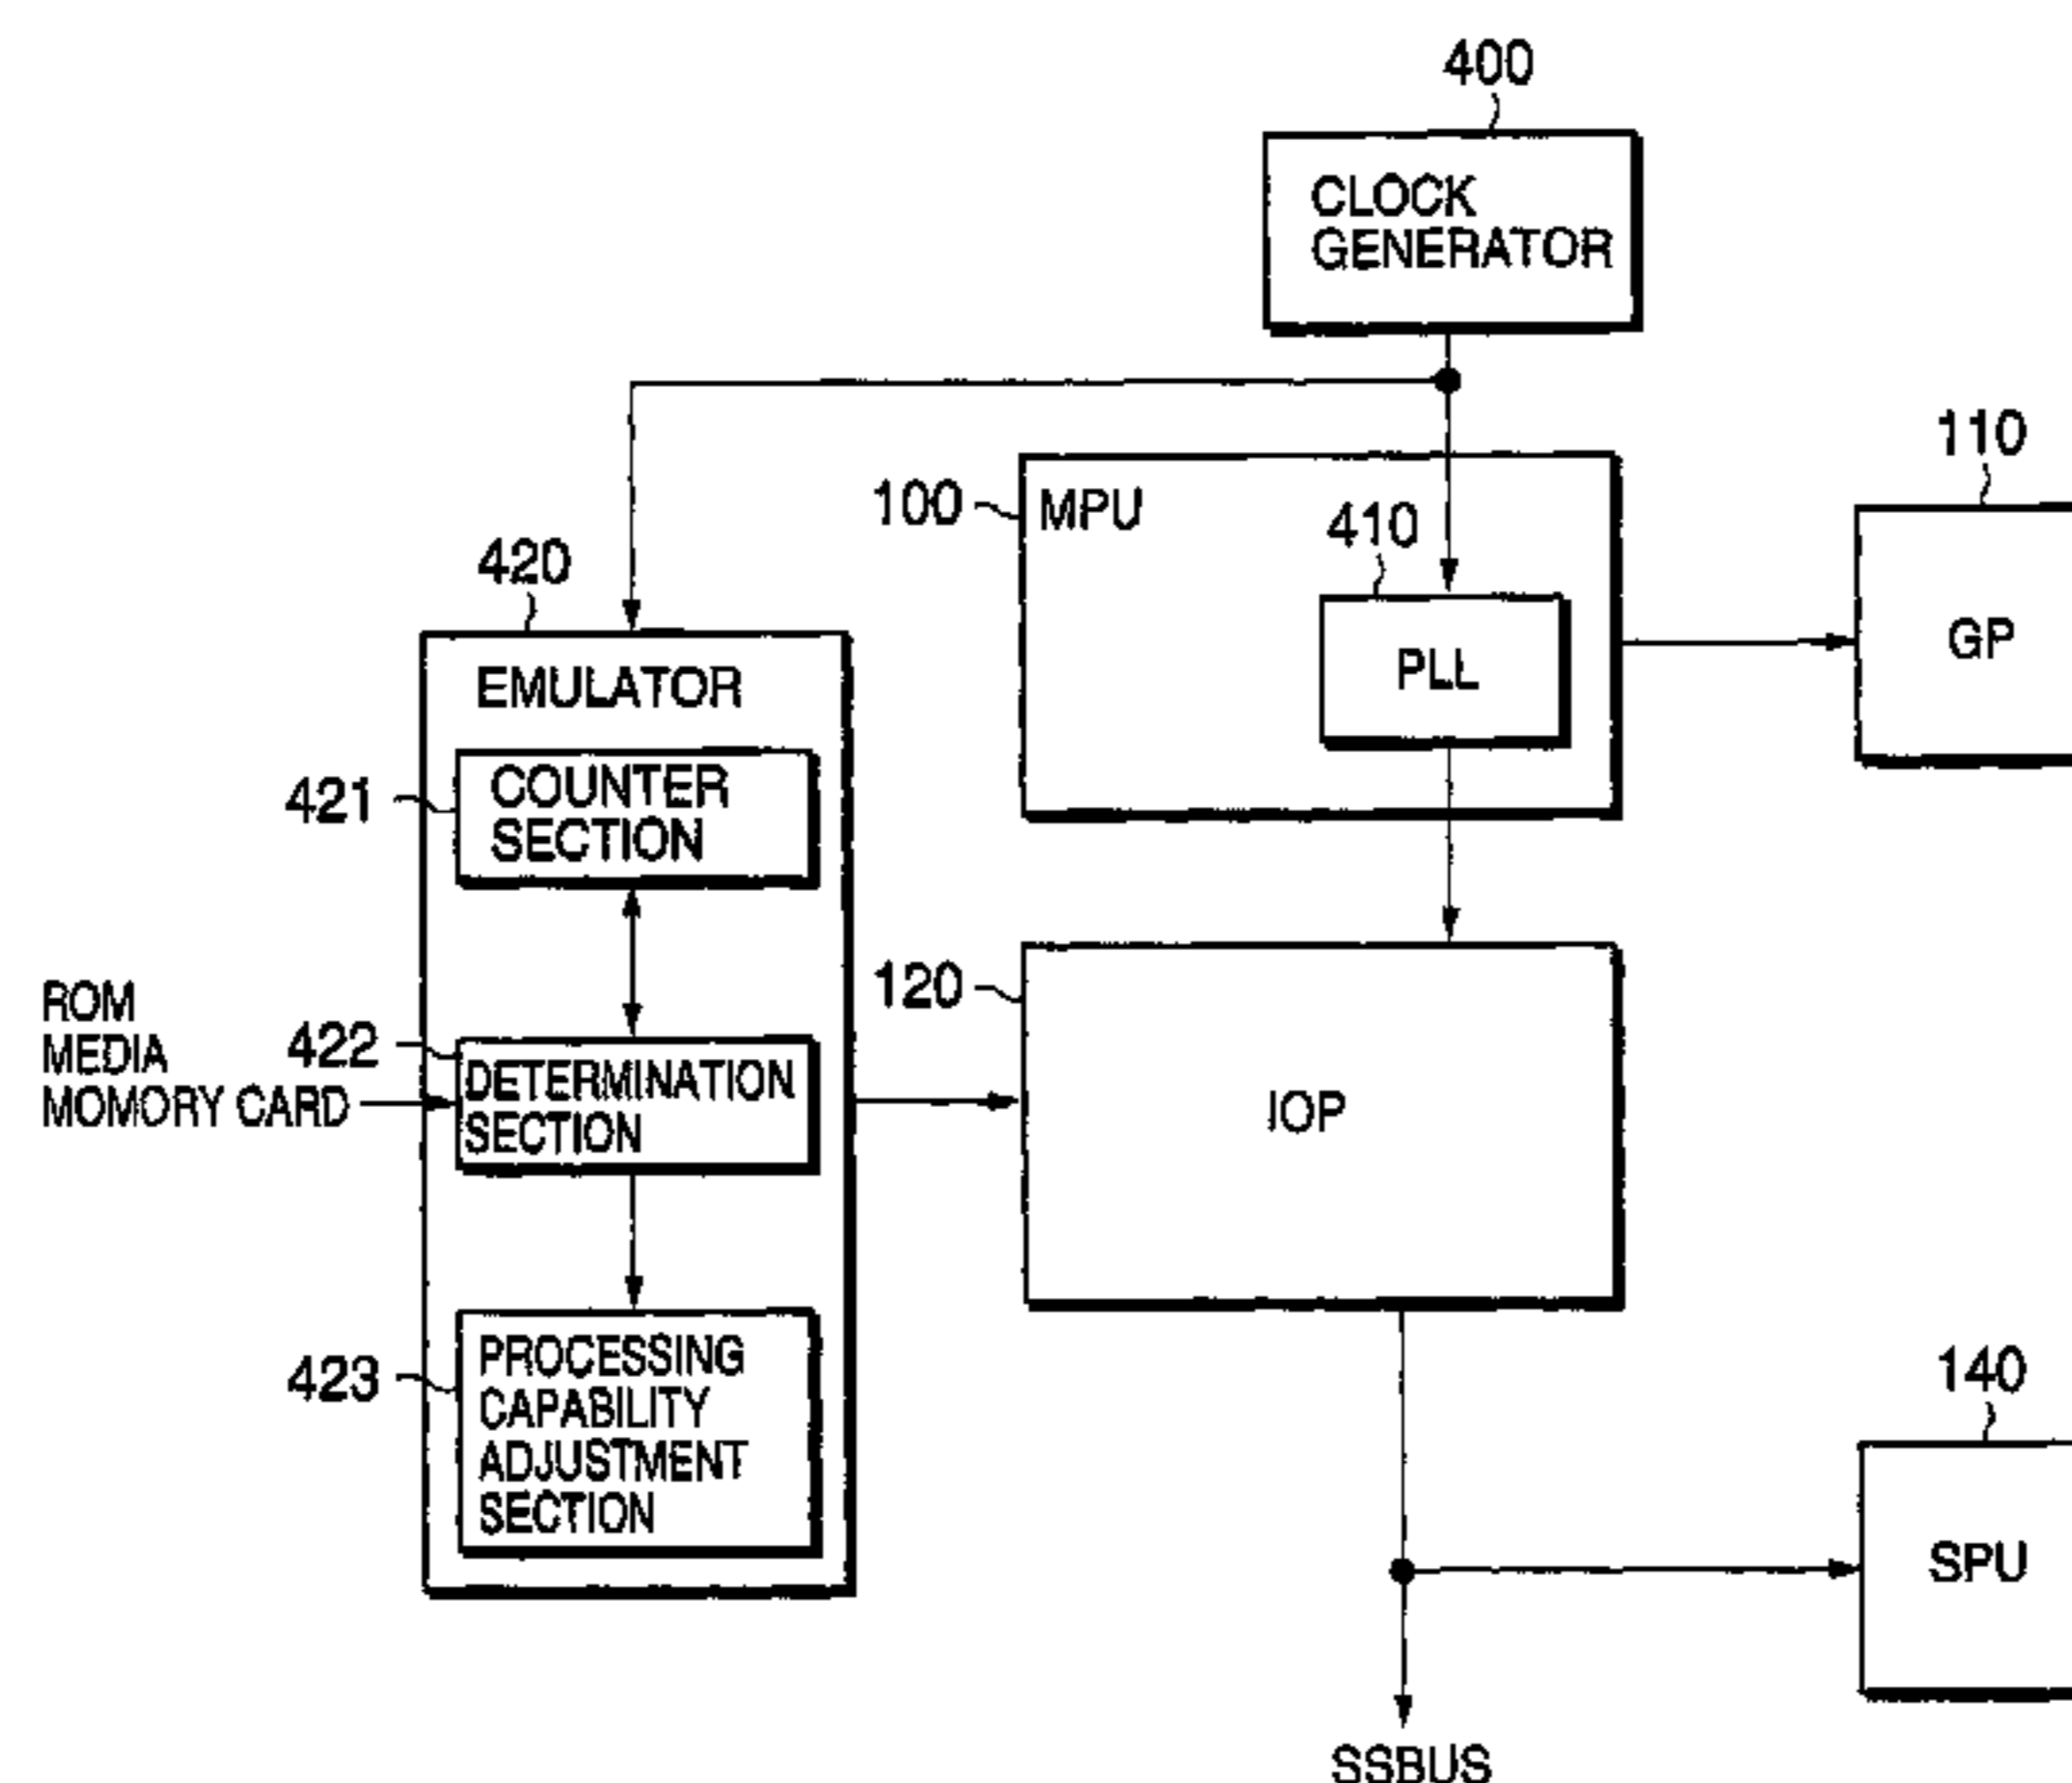 400
CLOCK
GENERATOR
110
100
MPU
410
420
PLL
GP
EMULATOR
421
COUNTER
SECTION
120
ROM
MEDIA
MOMORY CARD
422
DETERMINATION
SECTION
IOP
423
PROCESSING
CAPABILITY
ADJUSTMENT
SECTION
140
SPU
SSBUS